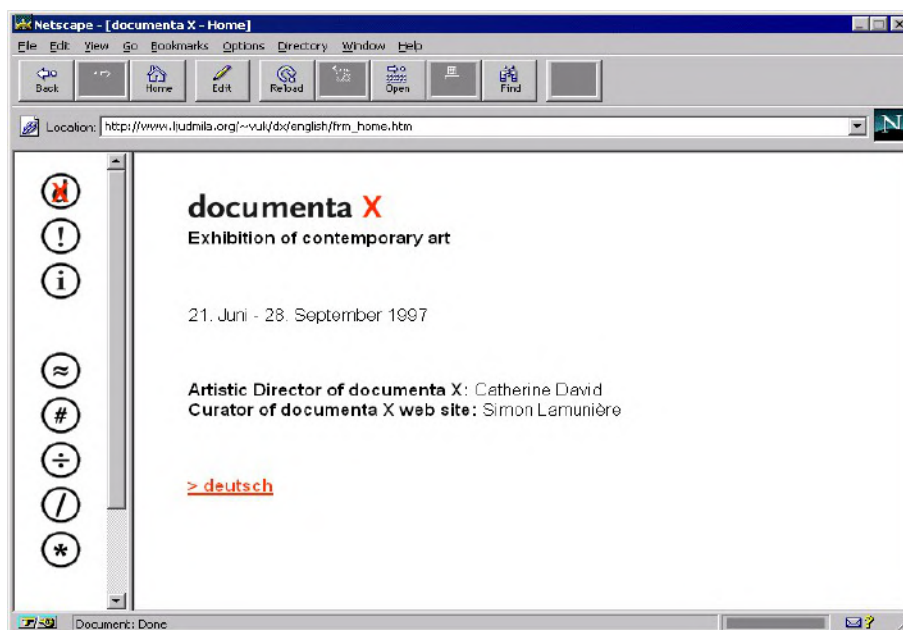 Netscape - [documenta X - Home]
File Edit View Go Bookmarks Options Directory Window Help
Back Home Edit Reload Open Find
Location: http://www.ljudmila.org/~vuk/dx/english/frm_home.htm
N
d X
!
i
≈
#
÷
/
*
documenta X
Exhibition of contemporary art
21. Juni - 28. September 1997
Artistic Director of documenta X: Catherine David
Curator of documenta X web site: Simon Lamunière
> deutsch
Document: Done
?